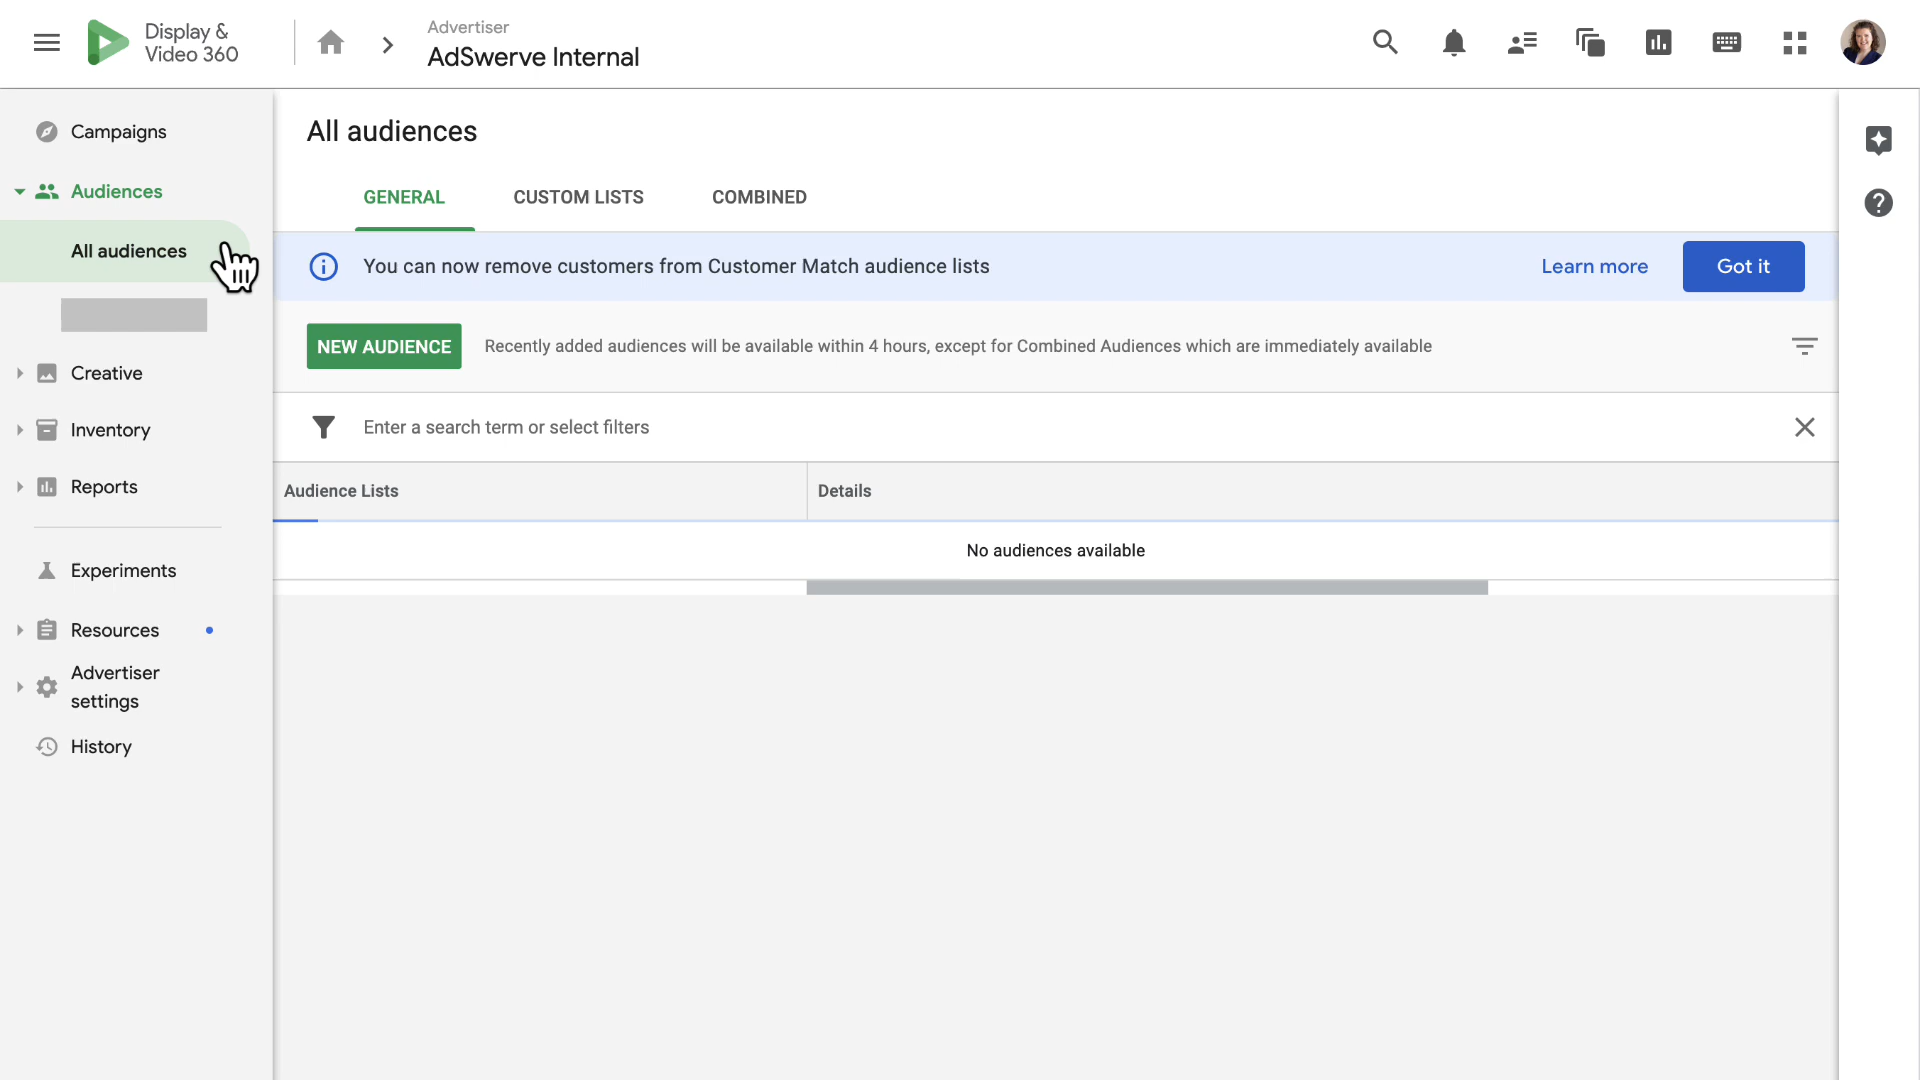 Display &
Video 360
Advertiser
AdSwerve Internal
Campaigns
Audiences
All audiences
Creative
Inventory
Reports
Experiments
Resources
Advertiser
settings
History
All audiences
GENERAL
CUSTOM LISTS
COMBINED
You can now remove customers from Customer Match audience lists
Learn more
Got it
NEW AUDIENCE
Recently added audiences will be available within 4 hours, except for Combined Audiences which are immediately available
Enter a search term or select filters
Audience Lists
Details
No audiences available